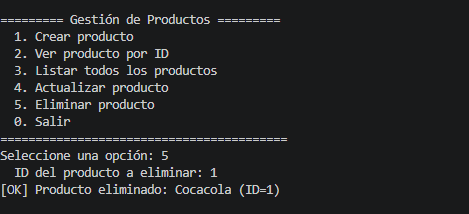 ========= Gestión de Productos =========
1. Crear producto
2. Ver producto por ID
3. Listar todos los productos
4. Actualizar producto
5. Eliminar producto
0. Salir
=========================================
Seleccione una opción: 5
ID del producto a eliminar: 1
[OK] Producto eliminado: Cocacola (ID=1)